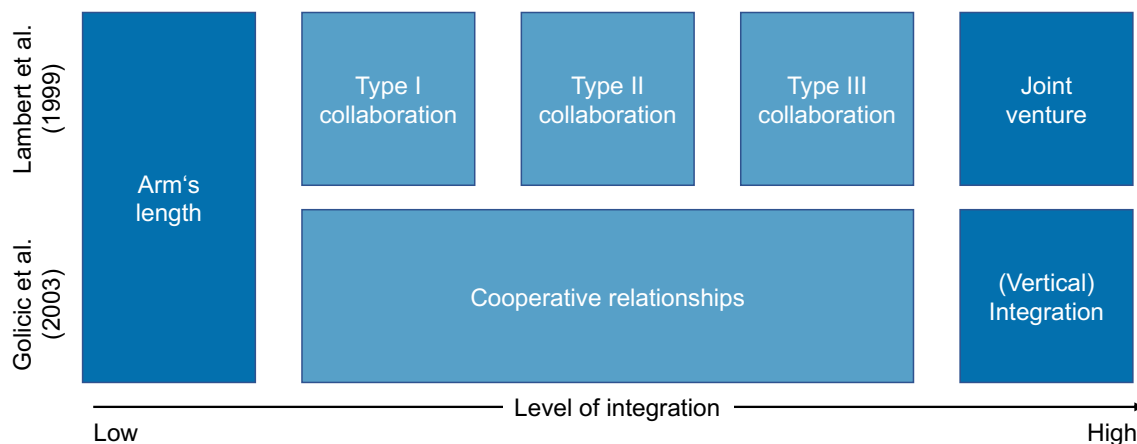 Lambert et al.
(1999)
Arm‘s
length
Type I
collaboration
Type II
collaboration
Type III
collaboration
Joint
venture
Golicic et al.
(2003)
Cooperative relationships
(Vertical)
Integration
Level of integration
Low
High